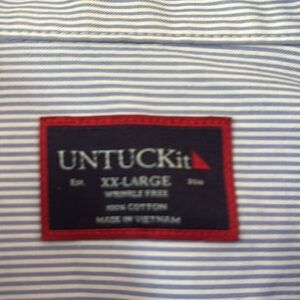 UNTUCKit
Est. XX-LARGE
WRINKLE FREE
100% COTTON
MADE IN VIETNAM